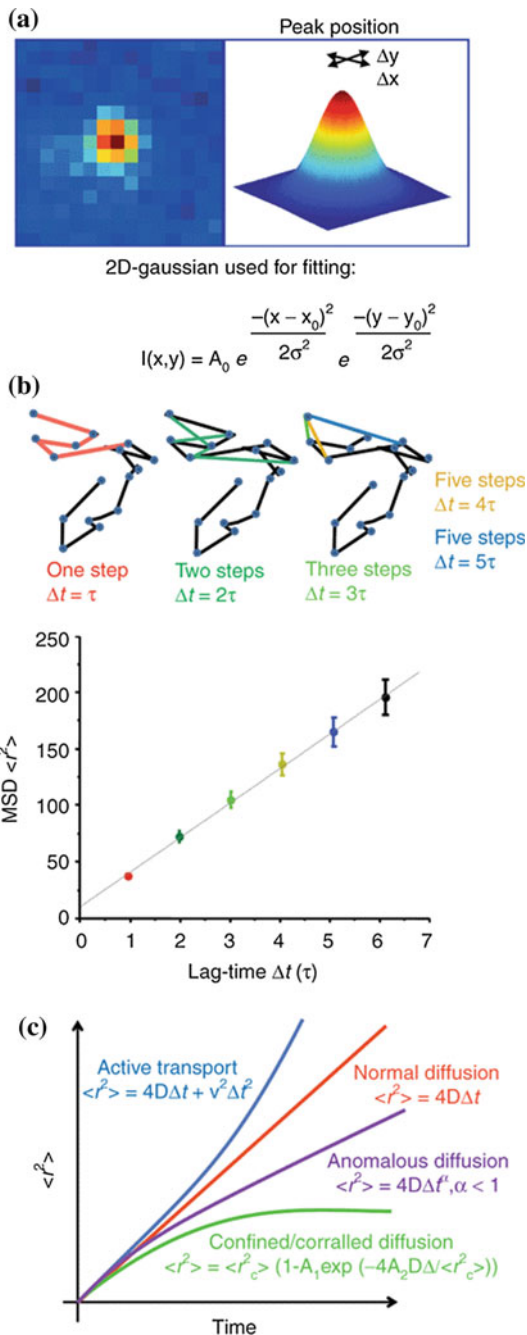 (a)
Peak position
Δy
Δx
2D-gaussian used for fitting:
I(x,y) = A₀ e^(−(x − x₀)² / 2σ²) e^(−(y − y₀)² / 2σ²)
(b)
One step
Δt = τ
Two steps
Δt = 2τ
Three steps
Δt = 3τ
Five steps
Δt = 4τ
Five steps
Δt = 5τ
MSD <r²>
250
200
150
100
50
0
0 1 2 3 4 5 6 7
Lag-time Δt (τ)
(c)
Active transport
<r²> = 4DΔt + v²Δt²
Normal diffusion
<r²> = 4DΔt
Anomalous diffusion
<r²> = 4DΔt^α, α < 1
Confined/corralled diffusion
<r²> = <r²c> (1-A₁exp (−4A₂DΔ/<r²c>))
<r²>
Time